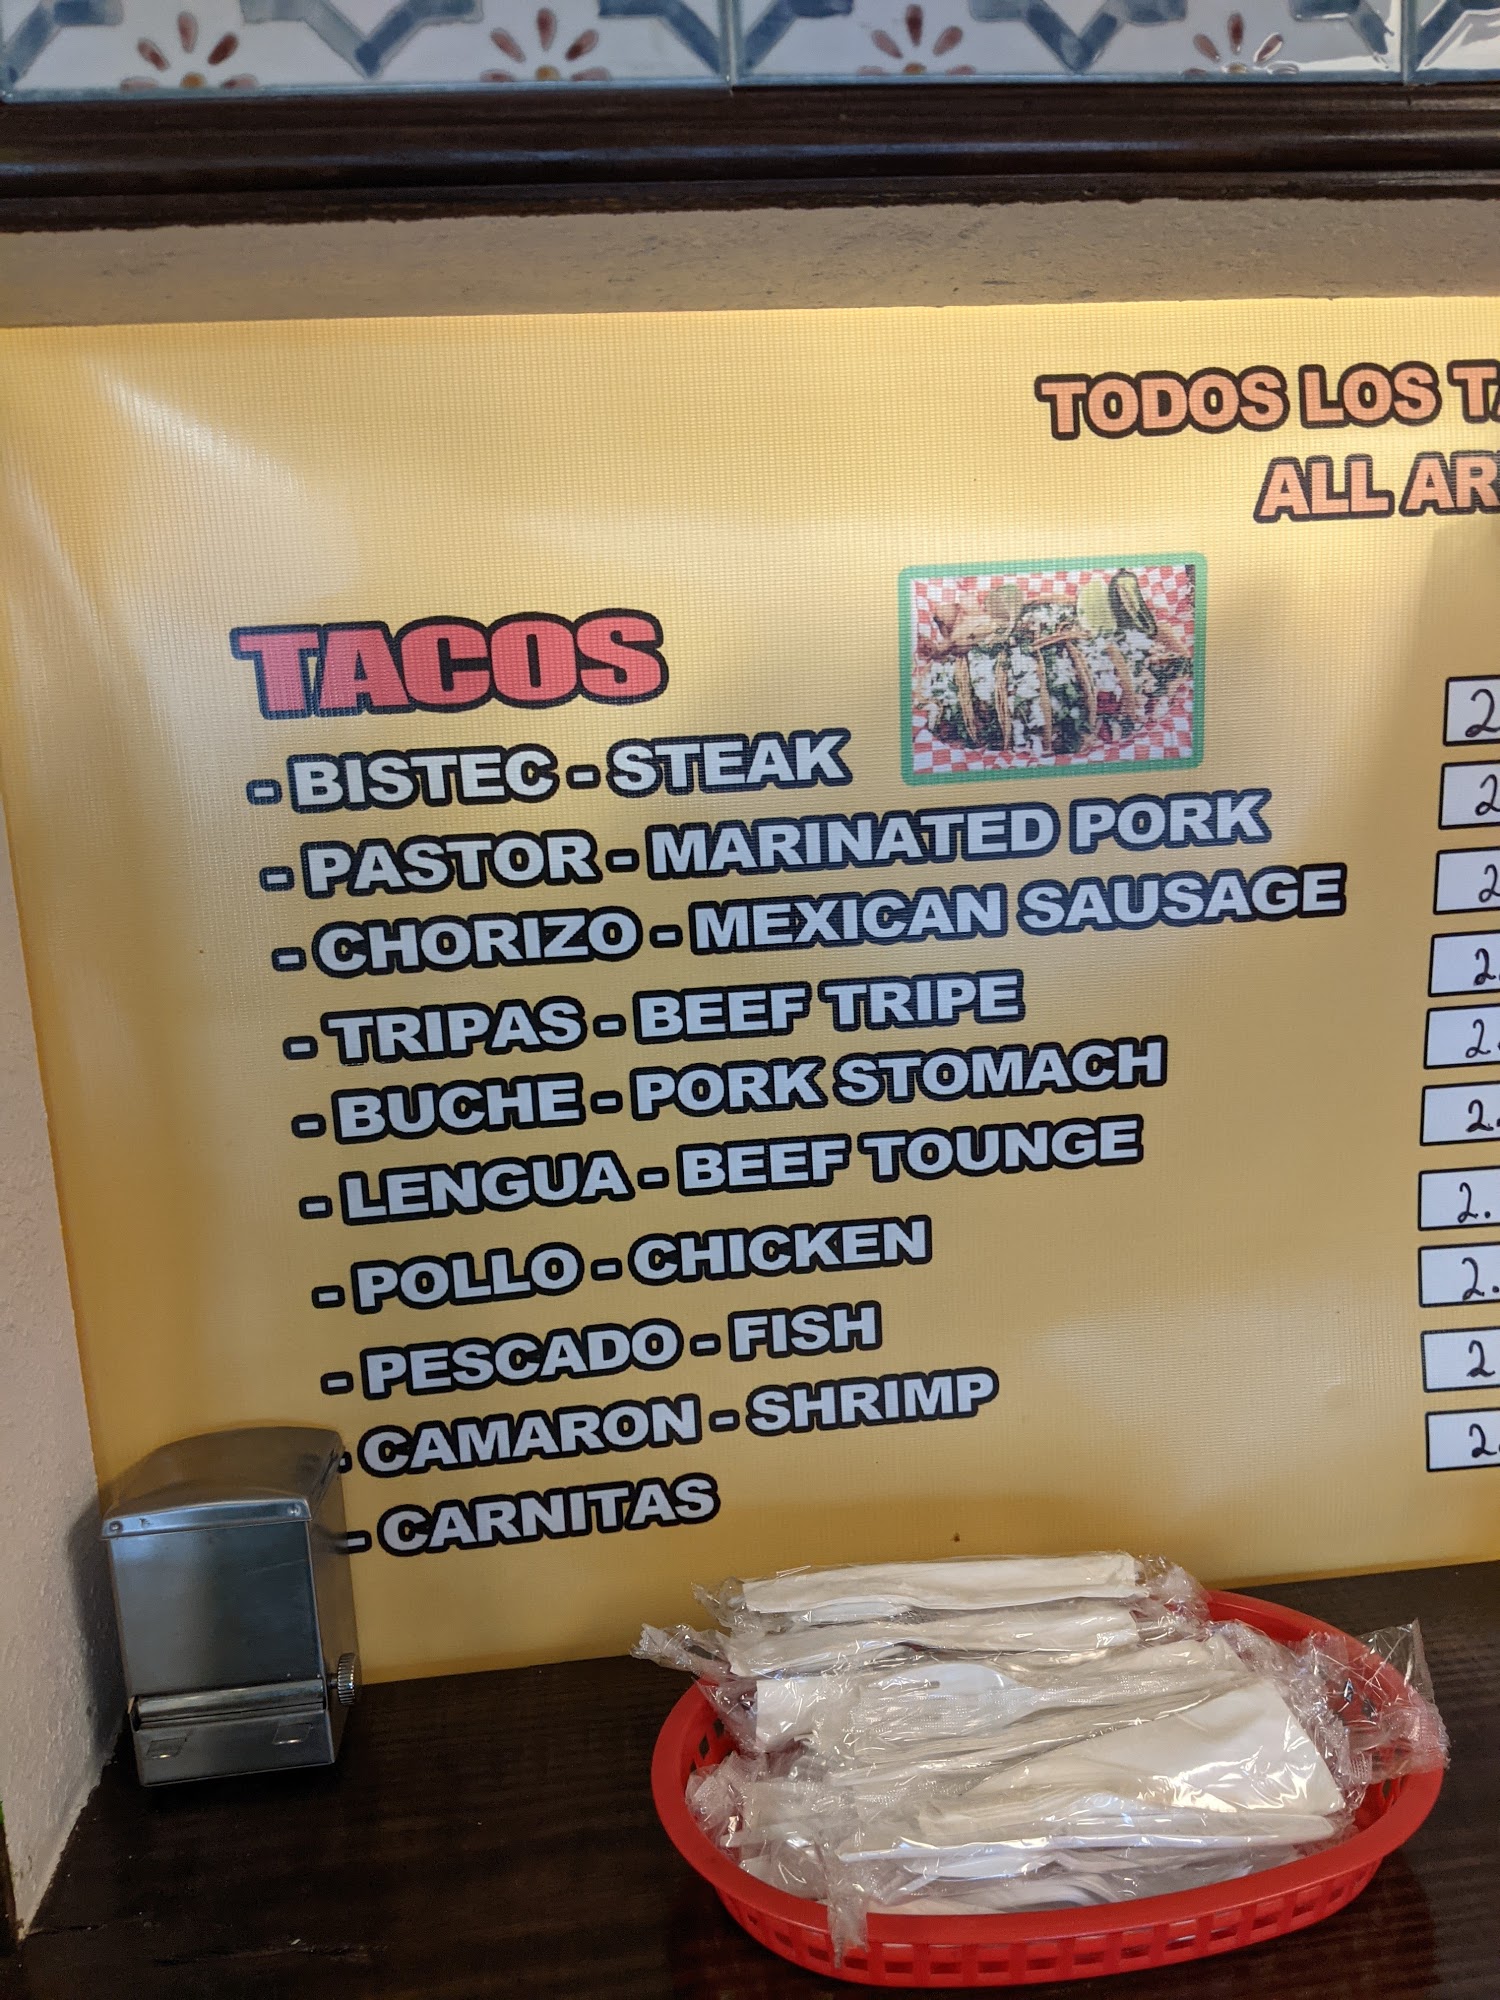 TODOS LOS
ALL
TACOS
- BISTEC - STEAK
- PASTOR - MARINATED PORK
- CHORIZO - MEXICAN SAUSAGE
- TRIPAS - BEEF TRIPE
- BUCHE - PORK STOMACH
- LENGUA - BEEF TOUNGE
- POLLO - CHICKEN
- PESCADO - FISH
- CAMARON - SHRIMP
- CARNITAS